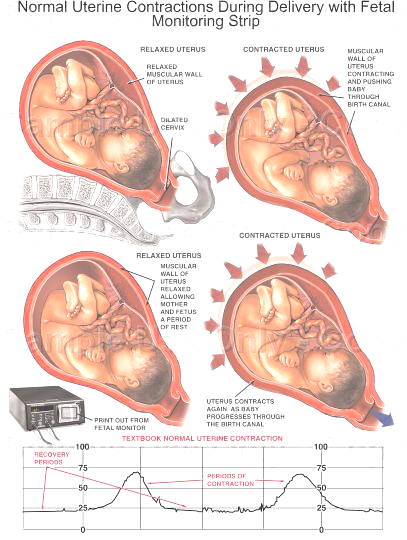 Normal Uterine Contractions During Delivery with Fetal
Monitoring Strip
RELAXED UTERUS
RELAXED
MUSCULAR WALL
OF UTERUS
DILATED
CERVIX
CONTRACTED UTERUS
MUSCULAR
WALL OF
UTERUS
CONTRACTING
AND PUSHING
BABY
THROUGH
BIRTH CANAL
RELAXED UTERUS
MUSCULAR
WALL OF
UTERUS
RELAXED
ALLOWING
MOTHER
AND FETUS
A PERIOD
OF REST
CONTRACTED UTERUS
UTERUS CONTRACTS
AGAIN AS BABY
PROGRESSES THROUGH
THE BIRTH CANAL
PRINT OUT FROM
FETAL MONITOR
TEXTBOOK NORMAL UTERINE CONTRACTION
RECOVERY
PERIODS
PERIODS OF
CONTRACTION
100
75
50
25
0
100
75
50
25
0